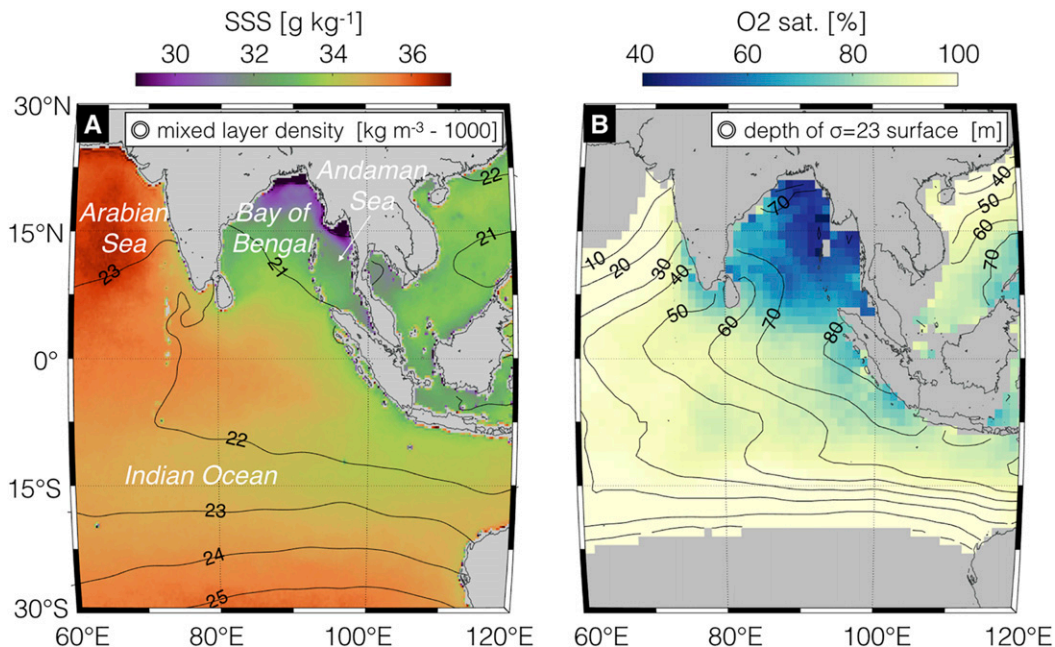 SSS [g kg⁻¹]
30 32 34 36
A
◎ mixed layer density [kg m⁻³ - 1000]
30°N
15°N
0°
15°S
30°S
Arabian
Sea
Bay of
Bengal
Andaman
Sea
Indian Ocean
22
21
21
23
22
23
24
25
60°E 80°E 100°E 120°E
O2 sat. [%]
40 60 80 100
B
◎ depth of σ=23 surface [m]
40
50
60
70
70
10
20
30
40
50
60
70
80
60°E 80°E 100°E 120°E